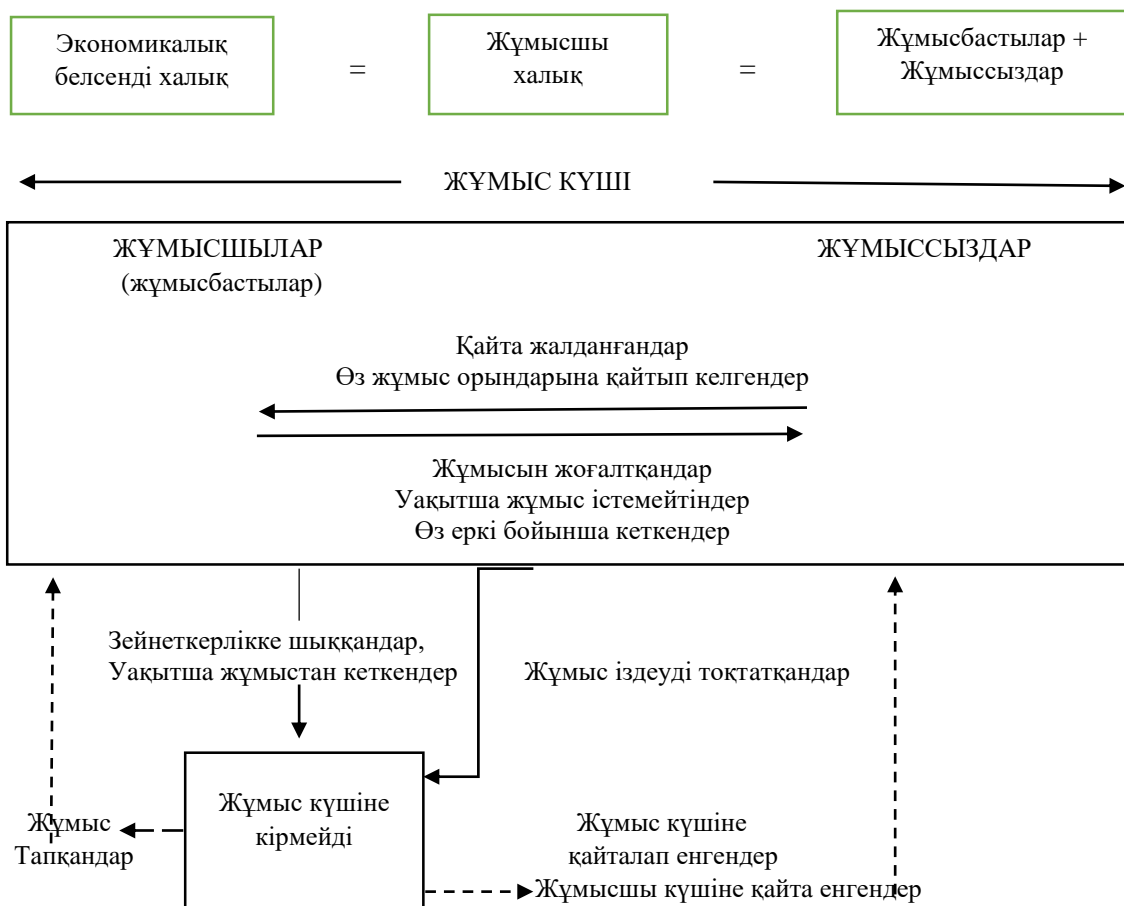 Экономикалық
белсенді халық
=
Жұмысшы
халық
=
Жұмысбастылар +
Жұмыссыздар
ЖҰМЫС КҮШІ
ЖҰМЫСШЫЛАР
(жұмысбастылар)
ЖҰМЫССЫЗДАР
Қайта жалданғандар
Өз жұмыс орындарына қайтып келгендер
Жұмысын жоғалтқандар
Уақытша жұмыс істемейтіндер
Өз еркі бойынша кеткендер
Зейнеткерлікке шыққандар,
Уақытша жұмыстан кеткендер
Жұмыс іздеуді тоқтатқандар
Жұмыс күшіне
кірмейді
Жұмыс
Тапқандар
Жұмыс күшіне
қайталап енгендер
Жұмысшы күшіне қайта енгендер